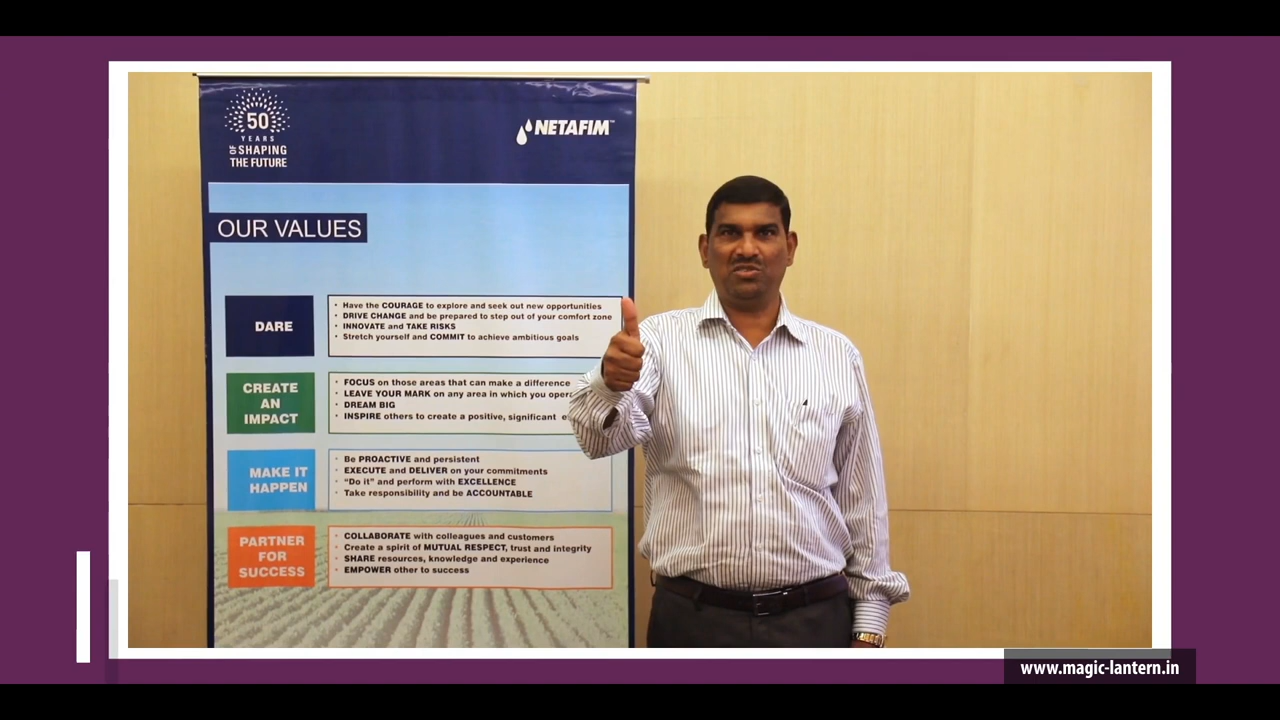 50
YEARS
OF SHAPING
THE FUTURE
NETAFIM™
OUR VALUES
DARE
• Have the COURAGE to explore and seek out new opportunities
• DRIVE CHANGE and be prepared to step out of your comfort zone
• INNOVATE and TAKE RISKS
• Stretch yourself and COMMIT to achieve ambitious goals
CREATE
AN
IMPACT
• FOCUS on those areas that can make a difference
• LEAVE YOUR MARK on any area in which you
• DREAM BIG
• INSPIRE others to create a positive, significant
MAKE IT
HAPPEN
• Be PROACTIVE and persistent
• EXECUTE and DELIVER on your commitments
• “Do it” and perform with EXCELLENCE
• Take responsibility and be ACCOUNTABLE
PARTNER
FOR
SUCCESS
• COLLABORATE with colleagues and customers
• Create a spirit of MUTUAL RESPECT, trust and integrity
• SHARE resources, knowledge and experience
• EMPOWER other to success
www.magic-lantern.in